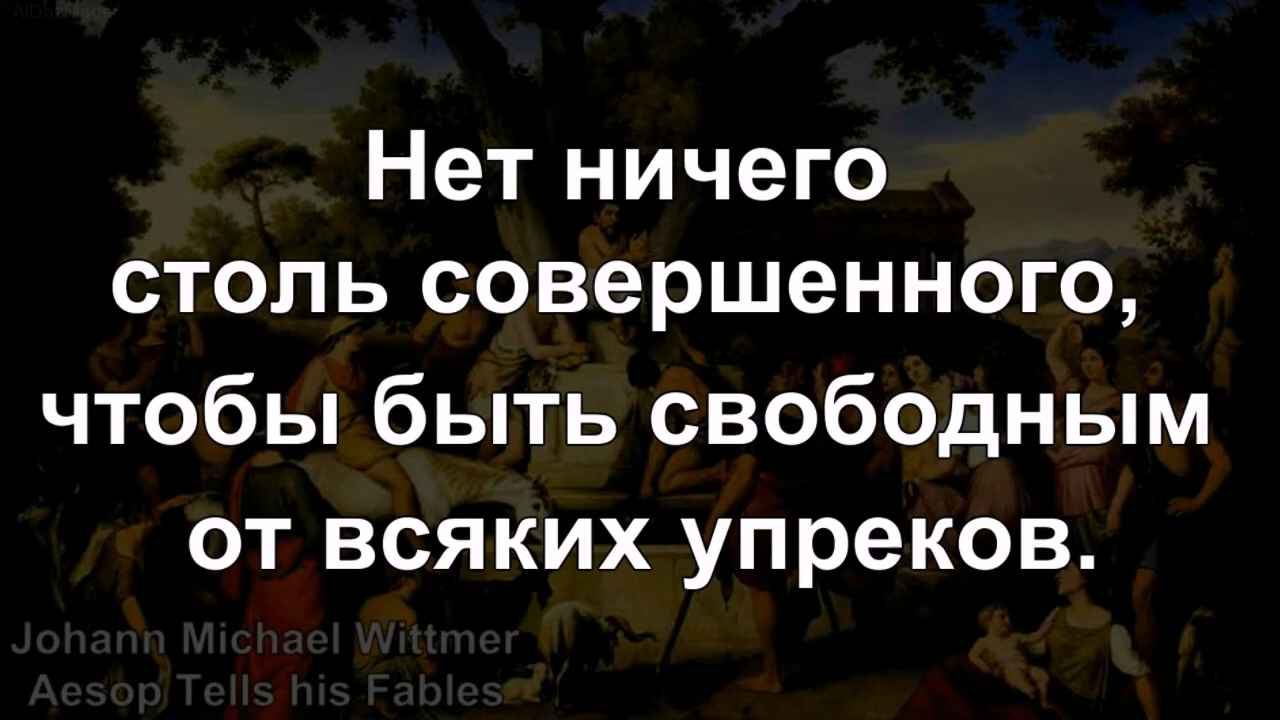 Нет ничего
столь совершенного,
чтобы быть свободным
от всяких упреков.
Johann Michael Wittmer
Aesop Tells his Fables